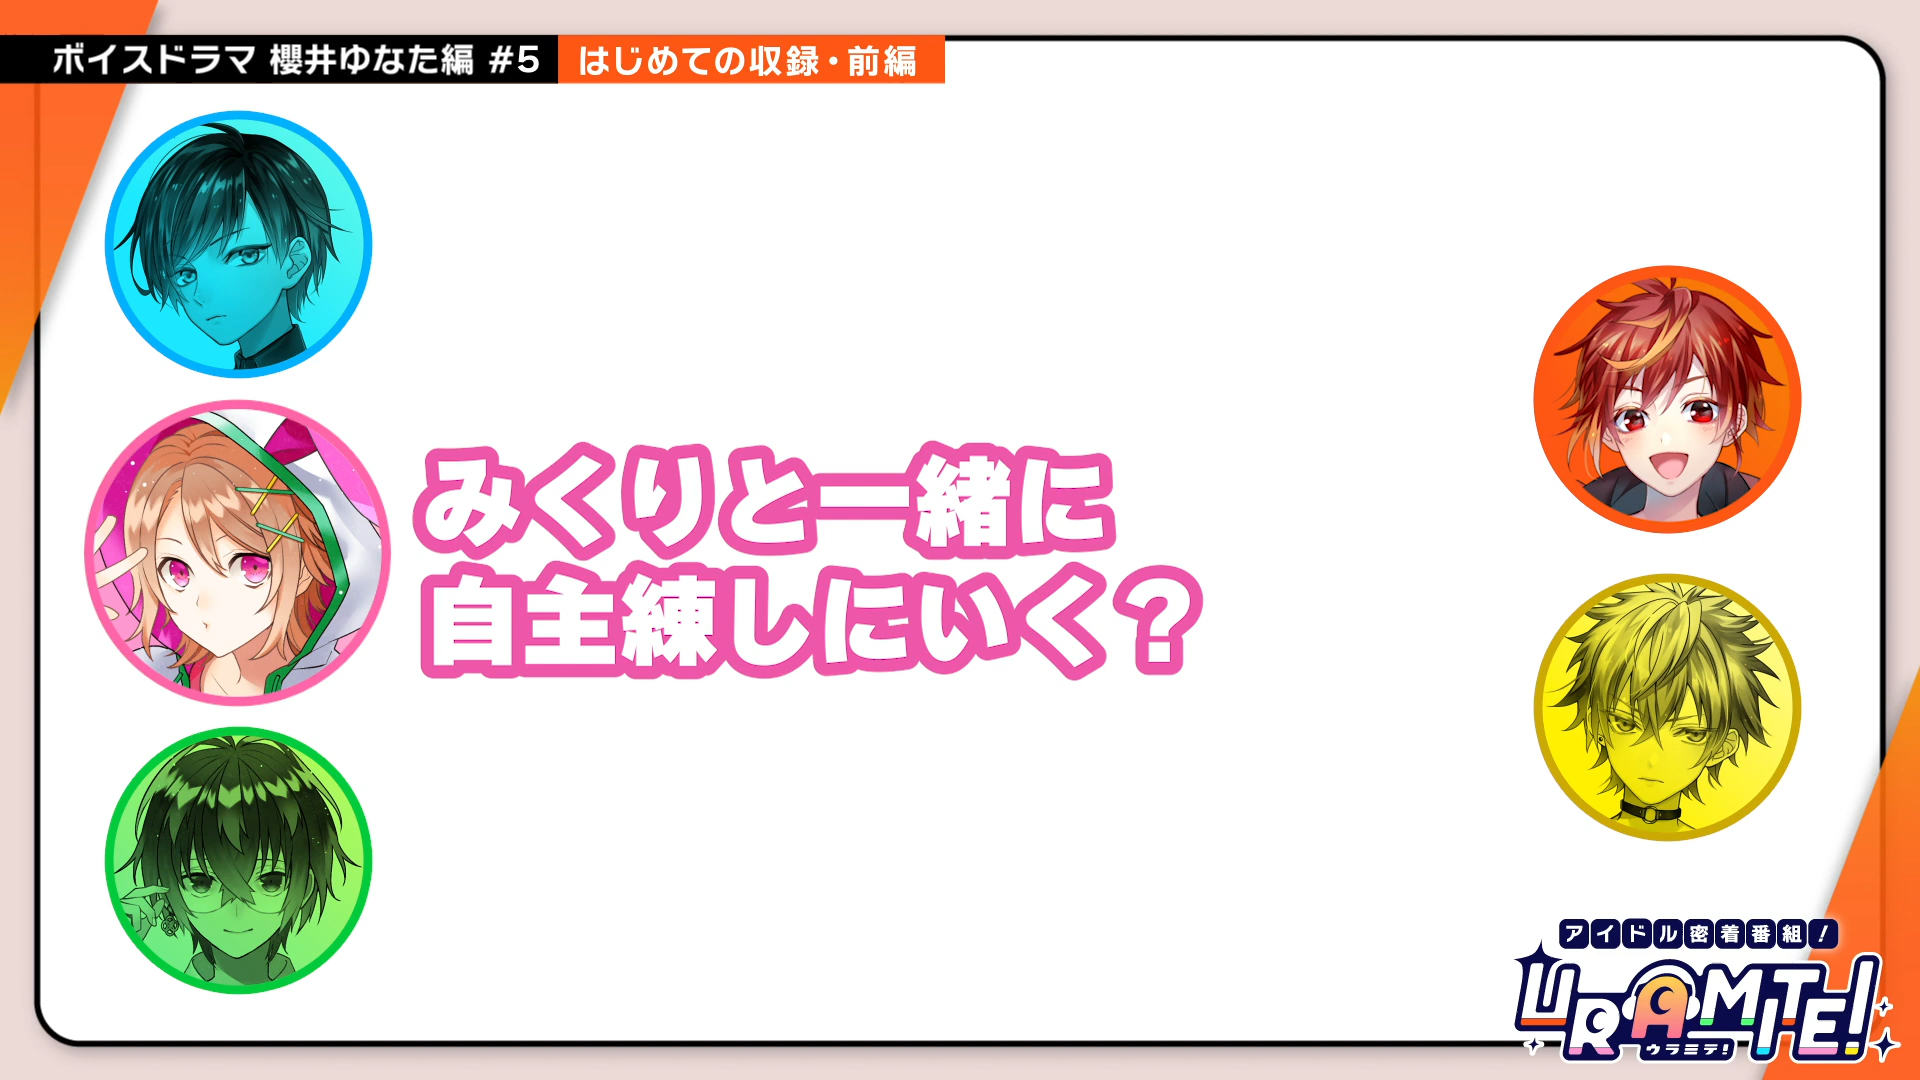 ボイスドラマ 櫻井ゆなた編 #5 はじめての収録・前編
みくりと一緒に
自主練しにいく?
アイドル密着番組!
URAMITE!
ウラミテ!